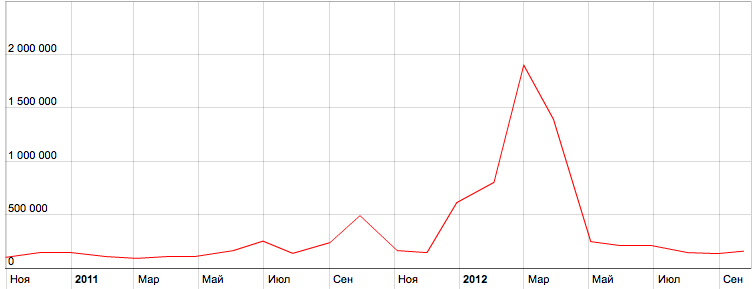 2 000 000
1 500 000
1 000 000
500 000
0
Ноя 2011 Мар Май Июл Сен Ноя 2012 Мар Май Июл Сен